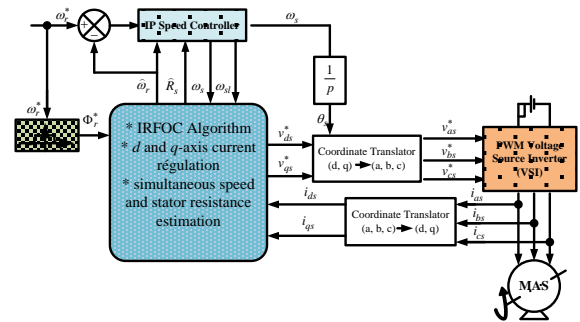 ω*r
+
−
IP Speed Controller
ωs
ω̂r
R̂s
ωs
ωsl
1
p
θs
ω*r
Φ*r
* IRFOC Algorithm
* d and q-axis current
régulation
* simultaneous speed
and stator resistance
estimation
v*ds
v*qs
Coordinate Translator
(d, q) → (a, b, c)
v*as
v*bs
v*cs
PWM Voltage
Source Inverter
(VSI)
ids
iqs
Coordinate Translator
(a, b, c) → (d, q)
ias
ibs
ics
MAS